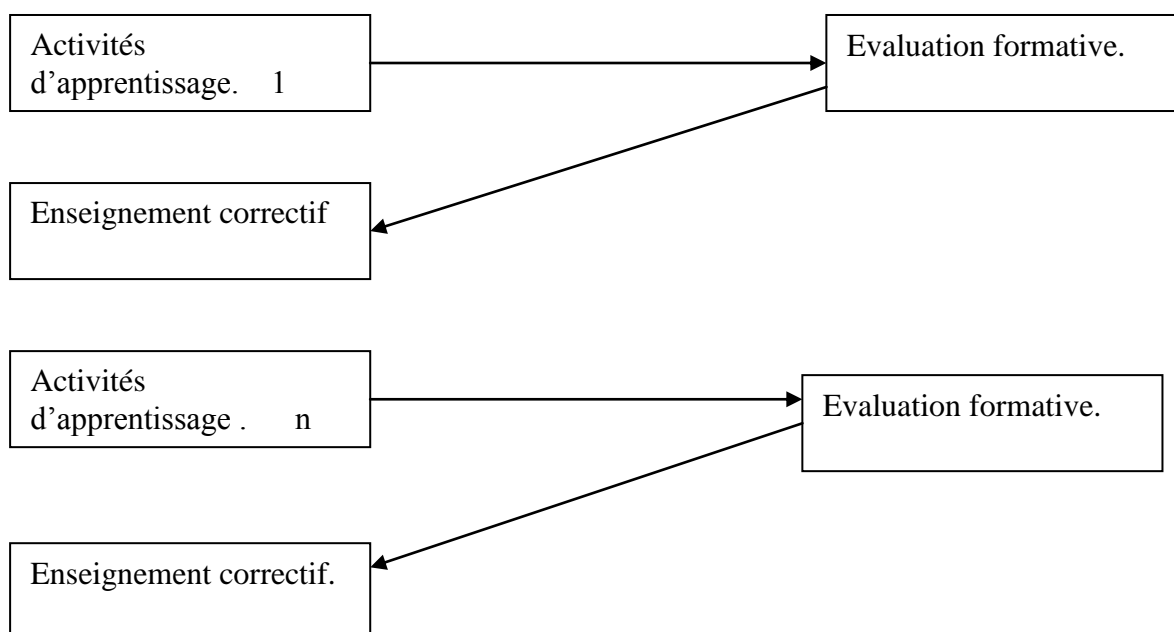 Activités
d’apprentissage. 1
Evaluation formative.
Enseignement correctif
Activités
d’apprentissage . n
Evaluation formative.
Enseignement correctif.